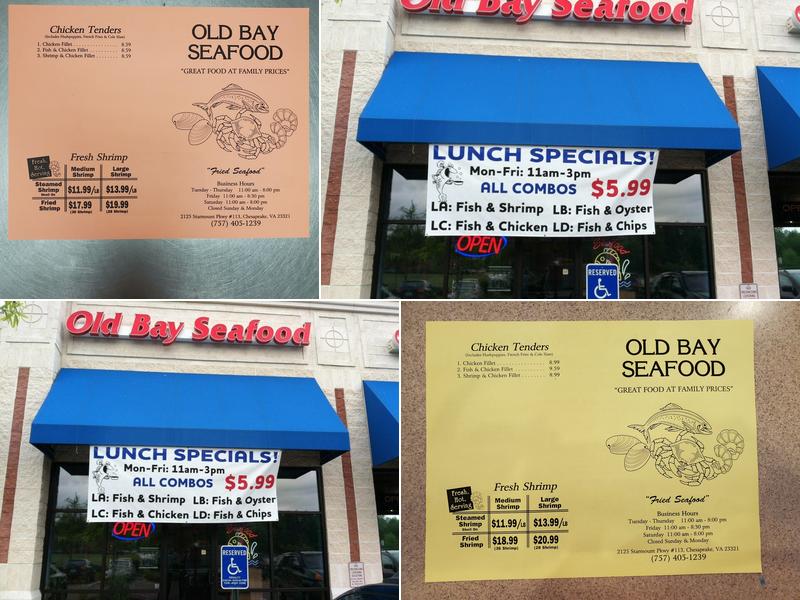 Chicken Tenders
(Includes Hushpuppies, French Fries & Cole Slaw)
1. Chicken Fillet . . . . . . . . . . . . . . . 8.59
2. Fish & Chicken Fillet . . . . . . . . . 8.59
3. Shrimp & Chicken Fillet . . . . . . . . 8.59
OLD BAY
SEAFOOD
"GREAT FOOD AT FAMILY PRICES"
Fresh.
Hot.
Serving
Fresh Shrimp
Medium Shrimp
Large Shrimp
Steamed Shrimp Shell On
$11.99/LB
$13.99/LB
Fried Shrimp
$17.99
$19.99
"Fried Seafood"
Business Hours
Tuesday - Thursday 11:00 am - 8:00 pm
Friday 11:00 am - 8:30 pm
Saturday 11:00 am - 8:00 pm
Closed Sunday & Monday
2125 Starmount Pkwy #113, Chesapeake, VA 23321
(757) 405-1239
Old Bay Seafood
LUNCH SPECIALS!
Mon-Fri: 11am-3pm
ALL COMBOS $5.99
LA: Fish & Shrimp LB: Fish & Oyster
LC: Fish & Chicken LD: Fish & Chips
OPEN
RESERVED
Old Bay Seafood
LUNCH SPECIALS!
Mon-Fri: 11am-3pm
ALL COMBOS $5.99
LA: Fish & Shrimp LB: Fish & Oyster
LC: Fish & Chicken LD: Fish & Chips
OPEN
RESERVED
Chicken Tenders
(Includes Hushpuppies, French Fries & Cole Slaw)
1. Chicken Fillet . . . . . . . . . . . . . . . 8.99
2. Fish & Chicken Fillet . . . . . . . . . 9.59
3. Shrimp & Chicken Fillet . . . . . . . . 8.99
OLD BAY
SEAFOOD
"GREAT FOOD AT FAMILY PRICES"
Fresh.
Hot.
Serving
Fresh Shrimp
Medium Shrimp
Large Shrimp
Steamed Shrimp Shell On
$11.99/LB
$13.99/LB
Fried Shrimp
$18.99
$20.99
"Fried Seafood"
Business Hours
Tuesday - Thursday 11:00 am - 8:00 pm
Friday 11:00 am - 8:30 pm
Saturday 11:00 am - 8:00 pm
Closed Sunday & Monday
2125 Starmount Pkwy #113, Chesapeake, VA 23321
(757) 405-1239